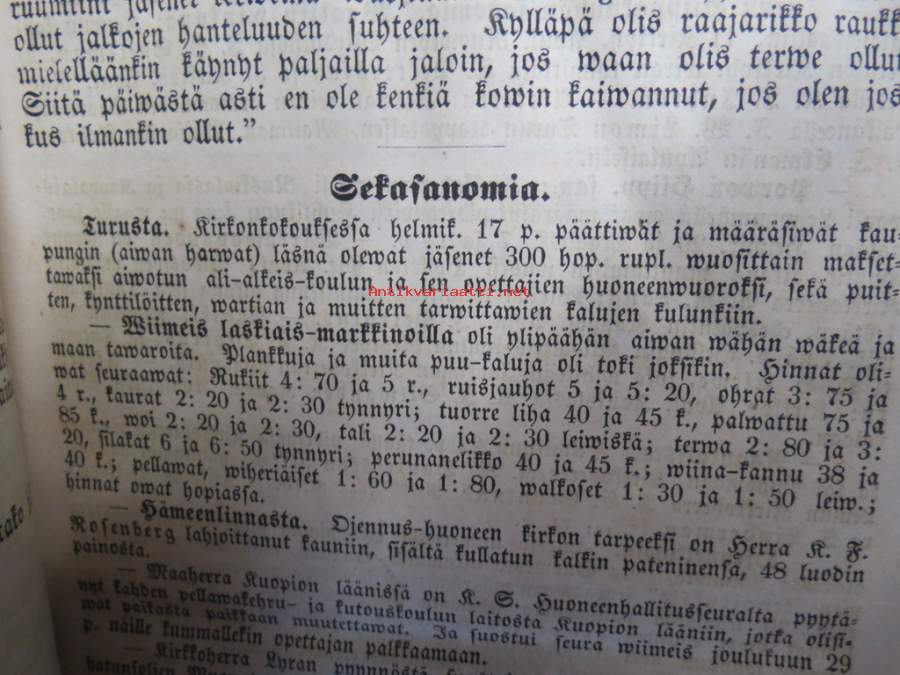 ollut jalkojen hanteluuden suhteen. Kylläpä olis raajarikko raukk
mielelläänkin käynyt paljailla jaloin, jos waan olis terwe ollut
Siitä päiwästä asti en ole kenkiä kowin kaiwannut, jos olen jos
kus ilmankin ollut.”
Sekasanomia.
Turusta. Kirkonkokouksessa helmik. 17 p. päättiwät ja määräsiwät kau-
pungin (aiwan harwat) läsnä olewat jäsenet 300 hop. rupl. wuosittain makset-
tawaksi aiwotun ali-alkeis-koulun ja sen opettajien huoneenwuoroksi, sekä puit-
Antikvariaatti.net
ten, kynttilöitten, wartian ja muitten tarwittawien kalujen kulunkiin.
— Wiimeis laskiais-markkinoilla oli ylipäähän aiwan wähän wäkeä ja
maan tawaroita. Plankkuja ja muita puu-kaluja oli toki joksikin. Hinnat oli-
wat seuraawat: Rukiit 4: 70 ja 5 r., ruisjauhot 5 ja 5: 20, ohrat 3: 75 ja
4 r., kaurat 2: 20 ja 2: 30 tynnyri; tuorre liha 40 ja 45 k., palwattu 75 ja
85 k., woi 2: 20 ja 2: 30, tali 2: 20 ja 2: 30 leiwiskä; terwa 2: 80 ja 3:
20, silakat 6 ja 6: 50 tynnyri; perunanelikko 40 ja 45 k.; wiina-kannu 38 ja
40 k.; pellawat, wiheriäiset 1: 60 ja 1: 80, walkoset 1: 30 ja 1: 50 leiw.;
hinnat owat hopiassa.
— Hämeenlinnasta. Ojennus-huoneen kirkon tarpeeksi on Herra K. F.
Rosenberg lahjoittanut kauniin, sisältä kullatun kalkin pateninensa, 48 luodin
painosta.
— Maaherra Kuopion läänissä on K. S. Huoneenhallitusseuralta pyytä-
nyt kahden pellawakehru- ja kutouskoulun laitosta Kuopion lääniin, jotka olisi-
wat paikasta paikkaan muutettawat. Ja suostui seura wiimeis joulukuun 29
p. näille kummallekin opettajan palkkaamaan.
— Kirkkoherra Lyran